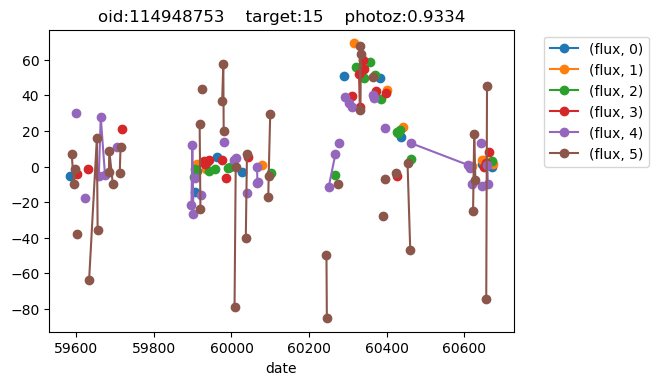 oid:114948753    target:15    photoz:0.9334
60
40
20
0
−20
−40
−60
−80
59600
59800
60000
60200
60400
60600
date
(flux, 0)
(flux, 1)
(flux, 2)
(flux, 3)
(flux, 4)
(flux, 5)